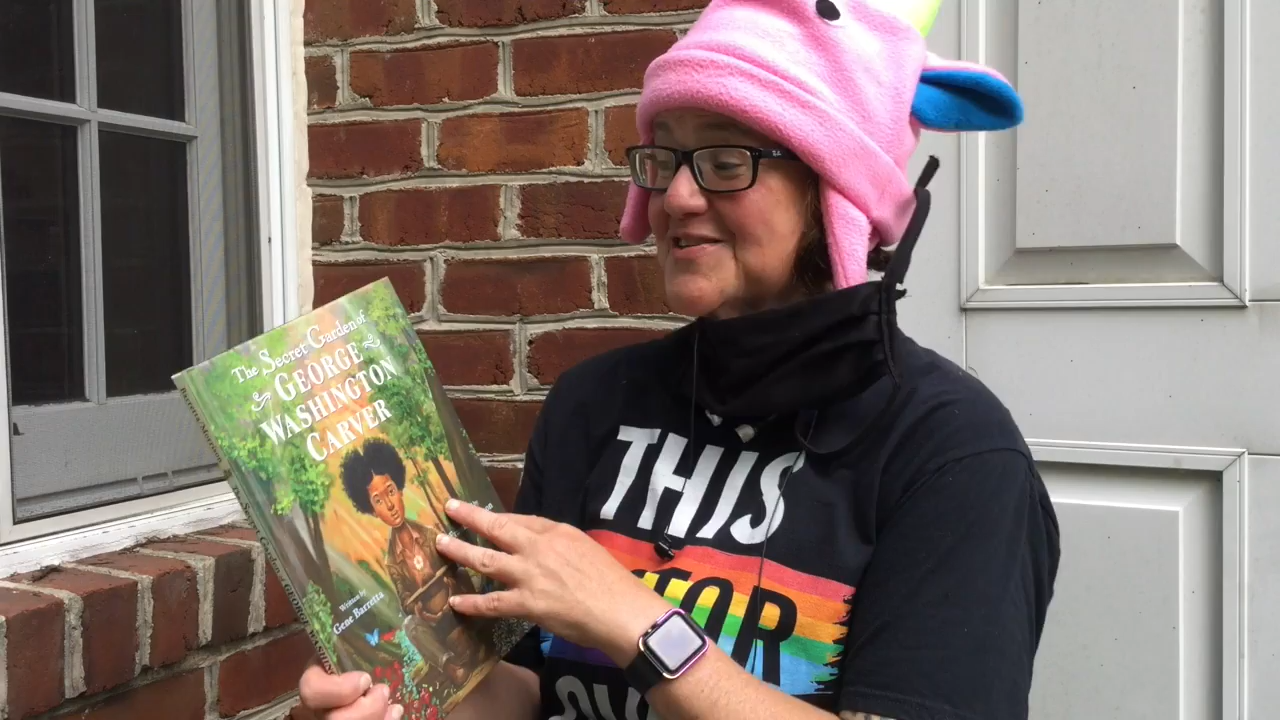 The Secret Garden of
GEORGE
WASHINGTON
CARVER
Written by
Gene Barretta
THIS